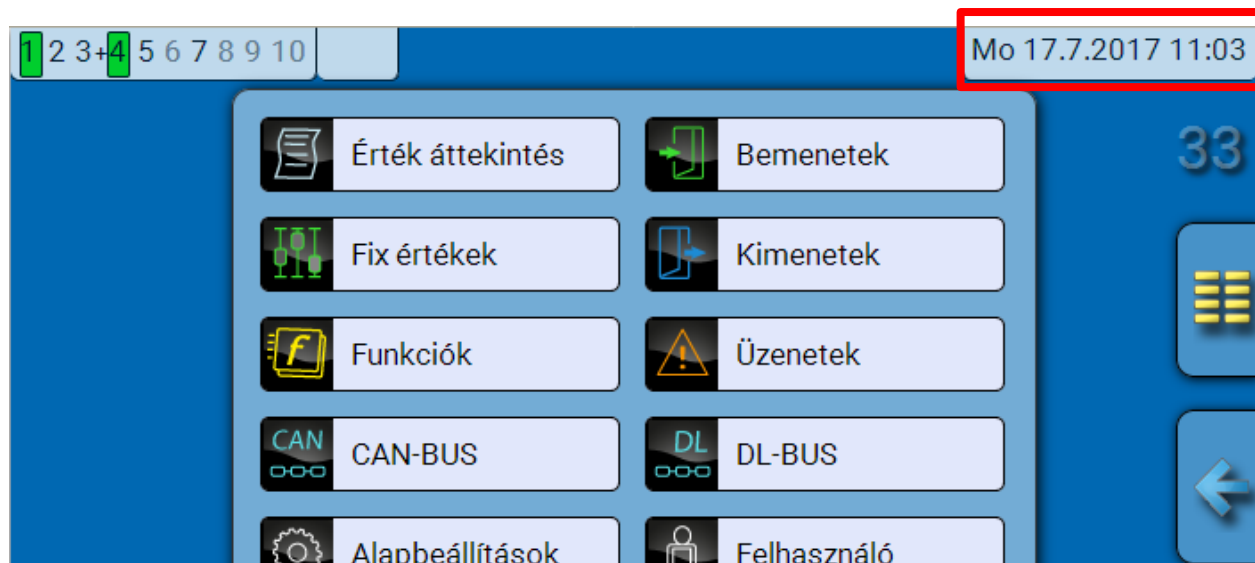 1 2 3+4 5 6 7 8 9 10
Mo 17.7.2017 11:03
Érték áttekintés
Bemenetek
33
Fix értékek
Kimenetek
f Funkciók
Üzenetek
CAN CAN-BUS
DL DL-BUS
Alapbeállítások
Felhasználó